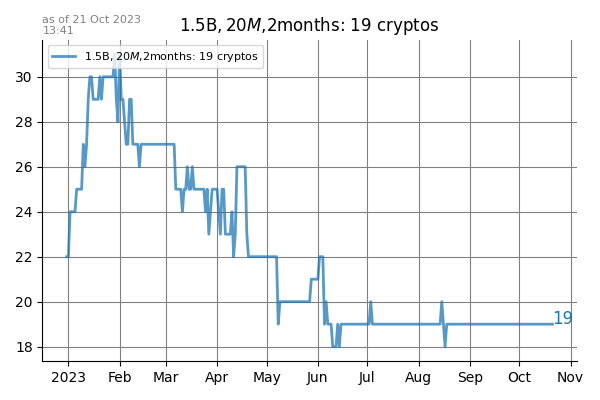 as of 21 Oct 2023
13:41
1.5B, 20M,2months: 19 cryptos
1.5B, 20M,2months: 19 cryptos
30
28
26
24
22
20
18
19
2023 Feb Mar Apr May Jun Jul Aug Sep Oct Nov